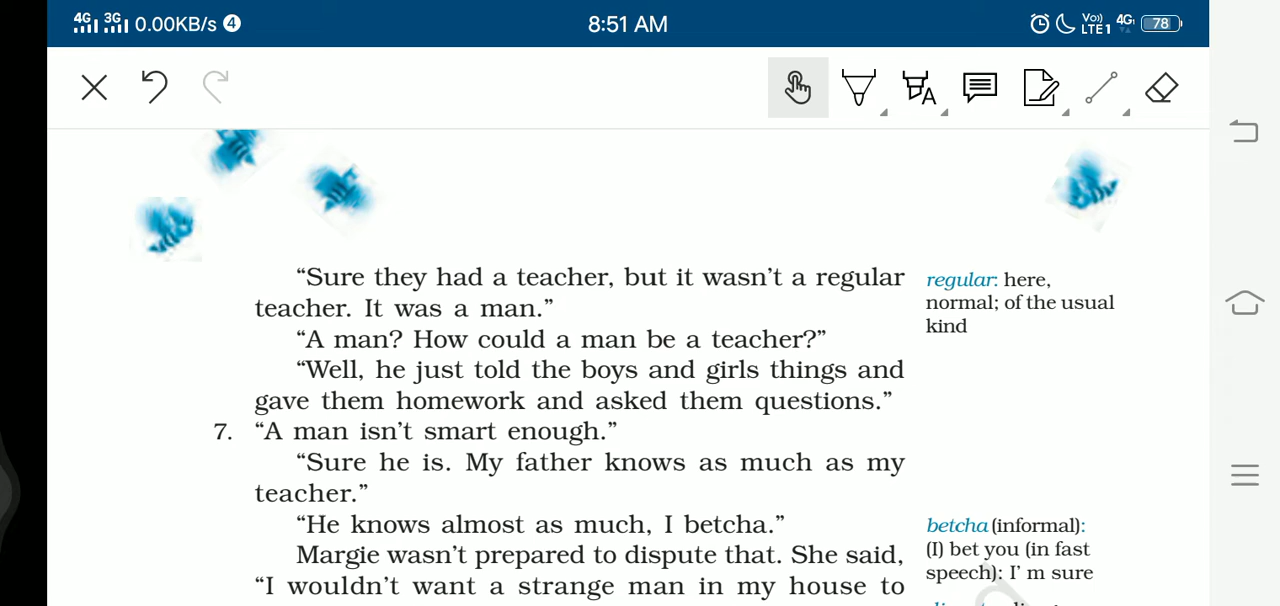 4G 3G 0.00KB/s 4 8:51 AM Vo)) LTE1 4G 78
A
“Sure they had a teacher, but it wasn’t a regular
teacher. It was a man.”
“A man? How could a man be a teacher?”
“Well, he just told the boys and girls things and
gave them homework and asked them questions.”
7. “A man isn’t smart enough.”
“Sure he is. My father knows as much as my
teacher.”
“He knows almost as much, I betcha.”
Margie wasn’t prepared to dispute that. She said,
“I wouldn’t want a strange man in my house to
regular: here,
normal; of the usual
kind
betcha (informal):
(I) bet you (in fast
speech): I’ m sure